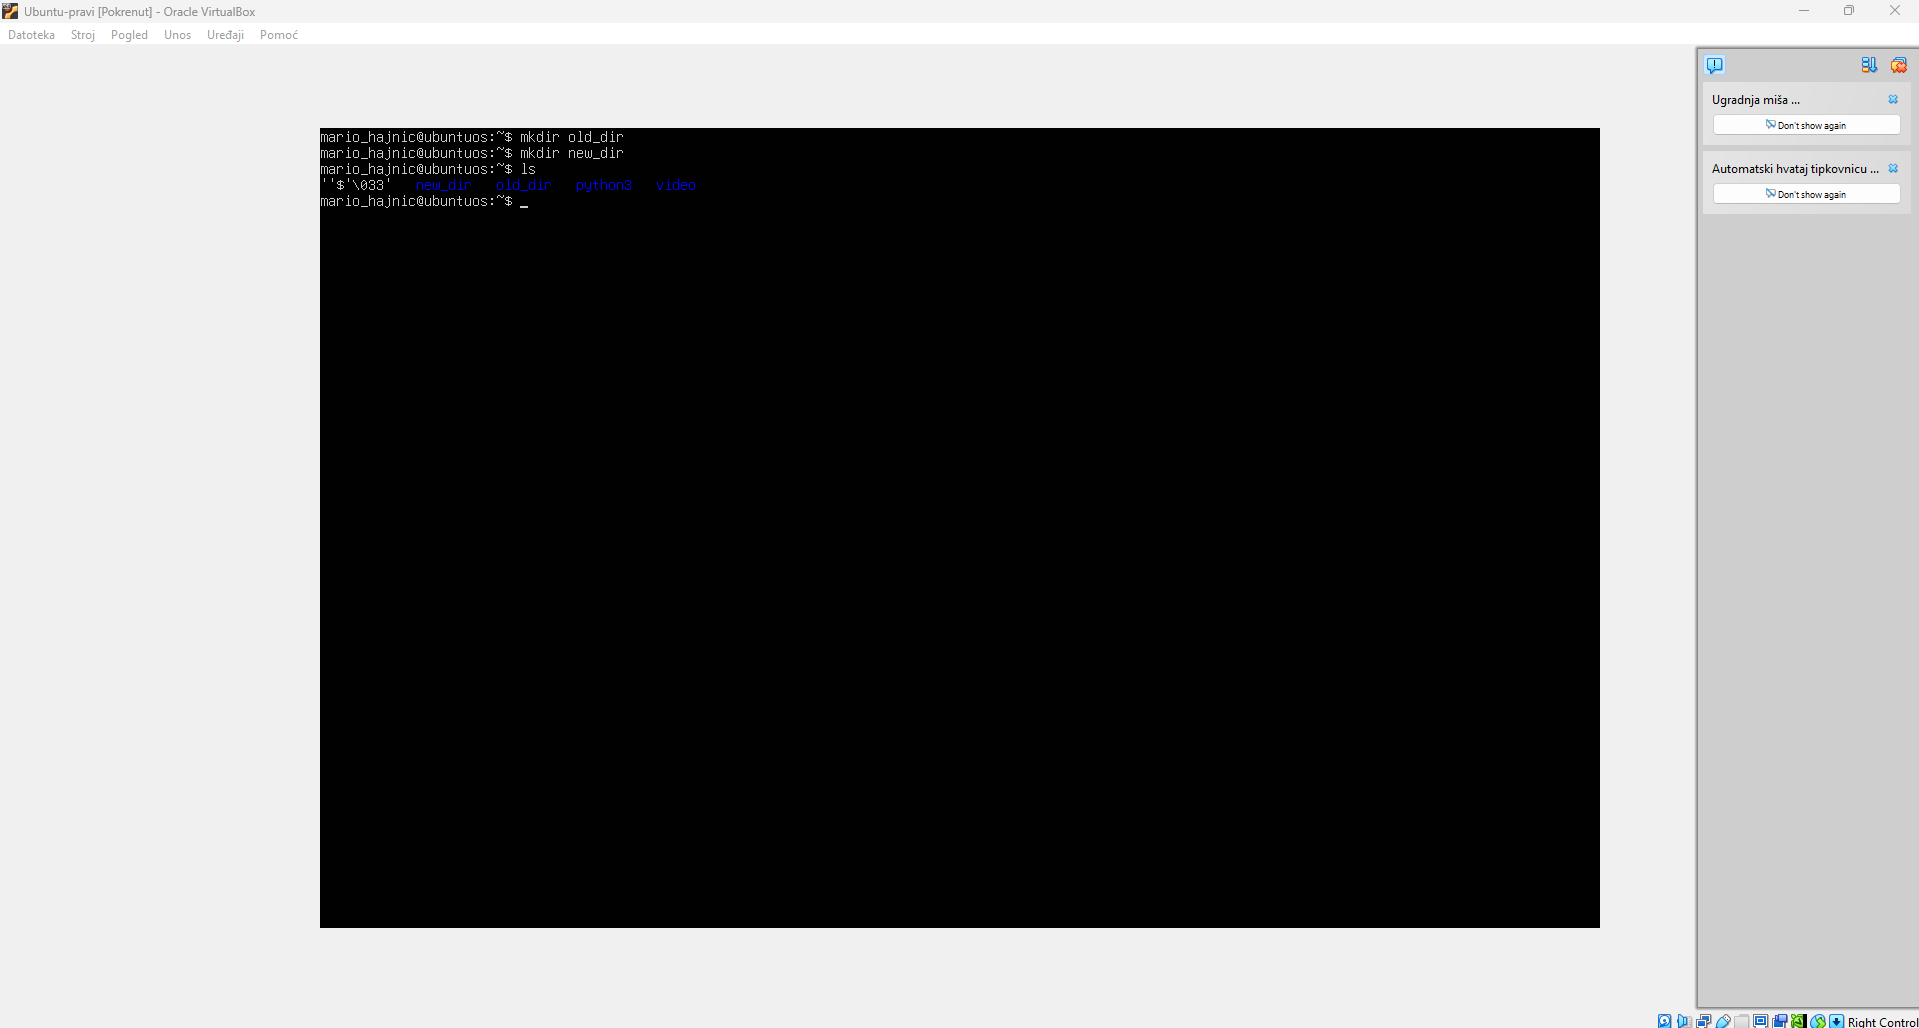 Ubuntu-pravi [Pokrenut] - Oracle VirtualBox
Datoteka Stroj Pogled Unos Uređaji Pomoć
mario_hajnic@ubuntuos:~$ mkdir old_dir
mario_hajnic@ubuntuos:~$ mkdir new_dir
mario_hajnic@ubuntuos:~$ ls
''$'\033' new_dir old_dir python3 video
mario_hajnic@ubuntuos:~$ _
Ugradnja miša ...
Don't show again
Automatski hvataj tipkovnicu ...
Don't show again
Right Control